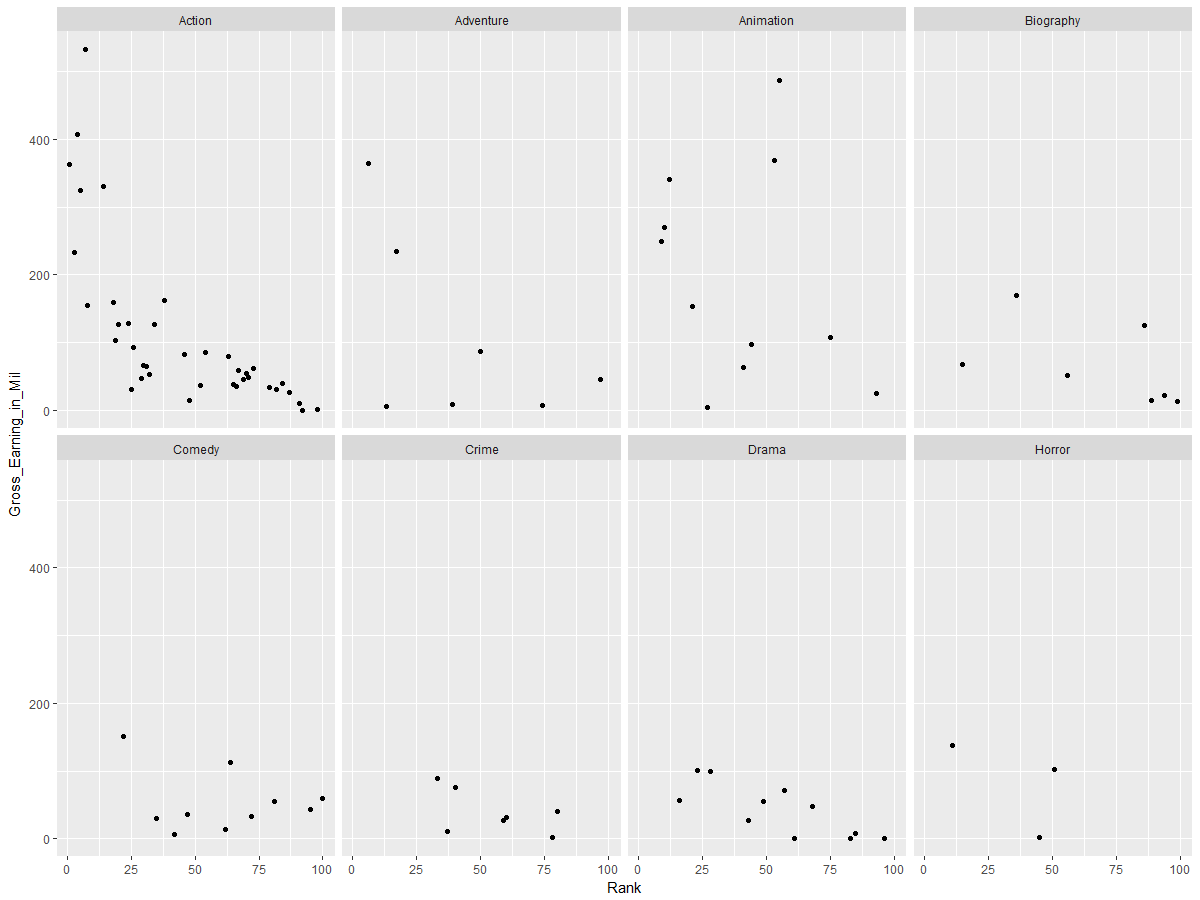 Action Adventure Animation Biography
400
200
0
Gross_Earning_in_Mil
Comedy Crime Drama Horror
400
200
0
0 25 50 75 100 0 25 50 75 100 0 25 50 75 100 0 25 50 75 100
Rank